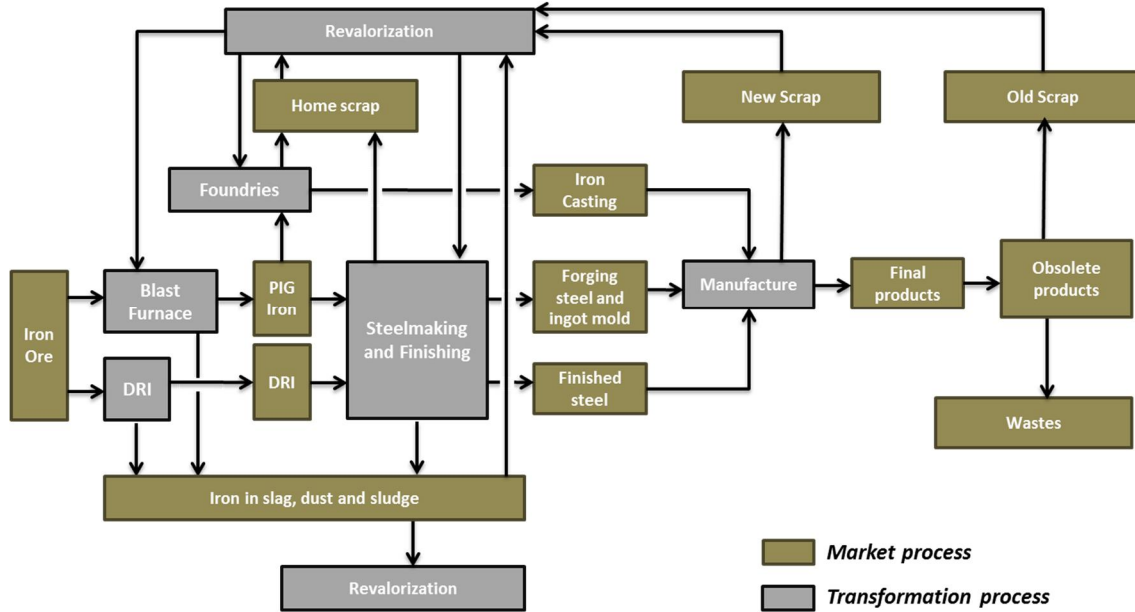 Revalorization
Home scrap
New Scrap
Old Scrap
Foundries
Iron
Casting
Iron
Ore
Blast
Furnace
PIG
Iron
Steelmaking
and Finishing
Forging
steel and
ingot mold
Manufacture
Final
products
Obsolete
products
DRI
DRI
Finished
steel
Wastes
Iron in slag, dust and sludge
Revalorization
Market process
Transformation process